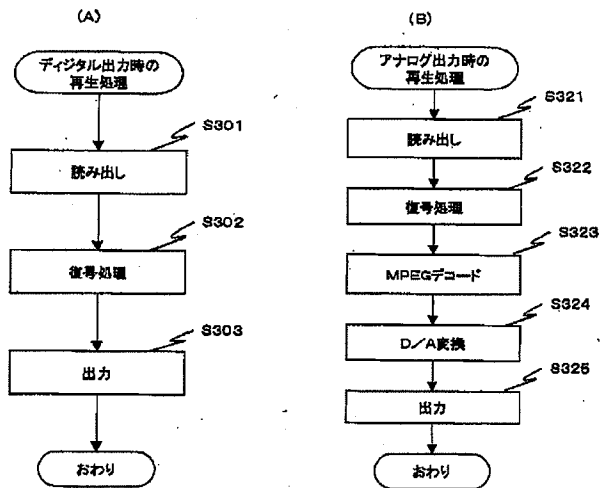 (A)
ディジタル出力時の
再生処理
S301
読み出し
S302
復号処理
S303
出力
おわり
(B)
アナログ出力時の
再生処理
S321
読み出し
S322
復号処理
S323
MPEGデコード
S324
D/A変換
S325
出力
おわり